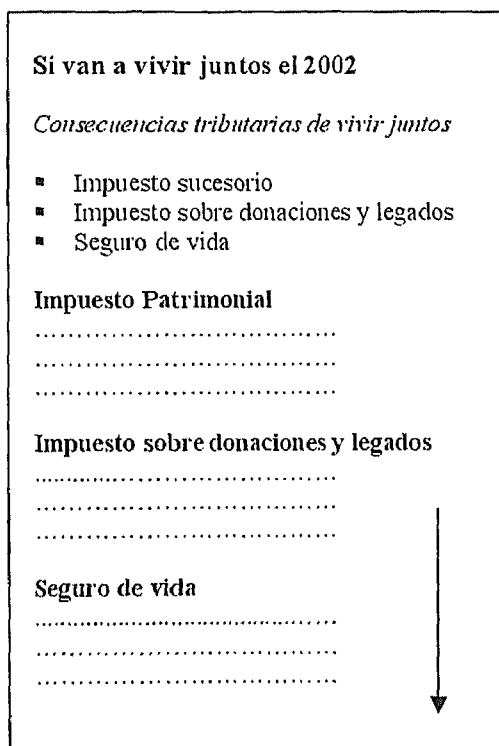 Si van a vivir juntos el 2002
Consecuencias tributarias de vivir juntos
▪ Impuesto sucesorio
▪ Impuesto sobre donaciones y legados
▪ Seguro de vida
Impuesto Patrimonial
....................................
....................................
....................................
Impuesto sobre donaciones y legados
....................................
....................................
....................................
Seguro de vida
....................................
....................................
....................................